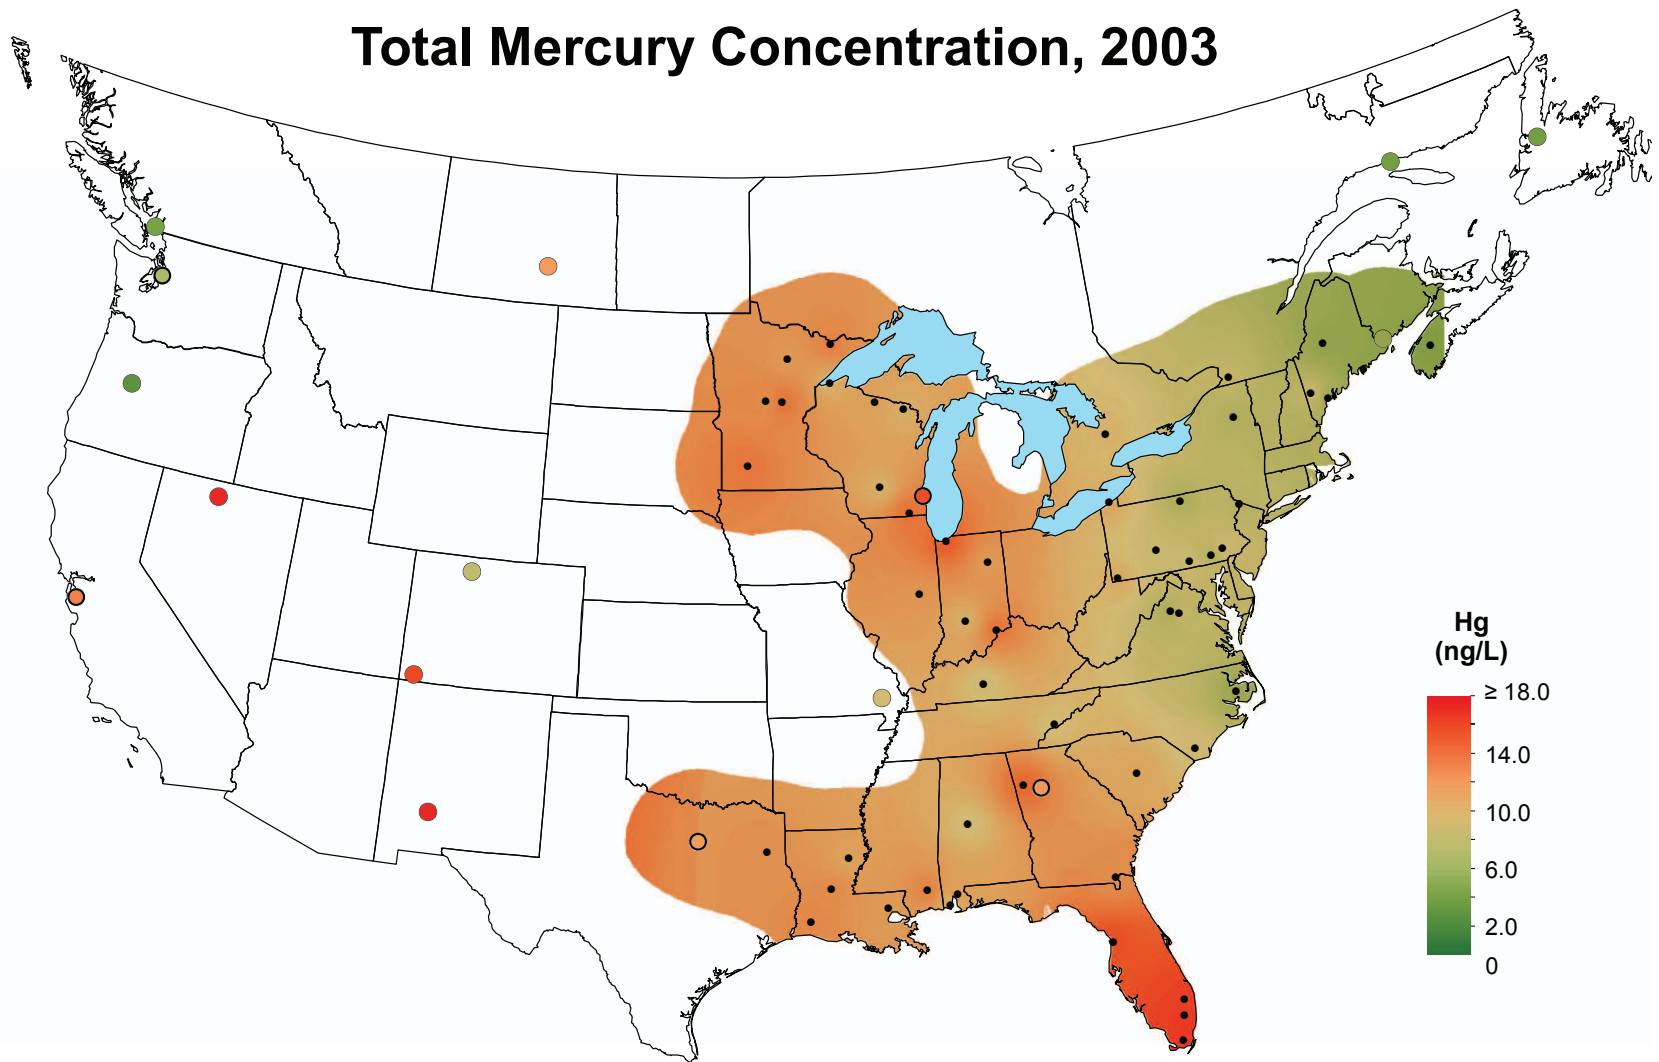 Total Mercury Concentration, 2003
Hg
(ng/L)
≥ 18.0
14.0
10.0
6.0
2.0
0